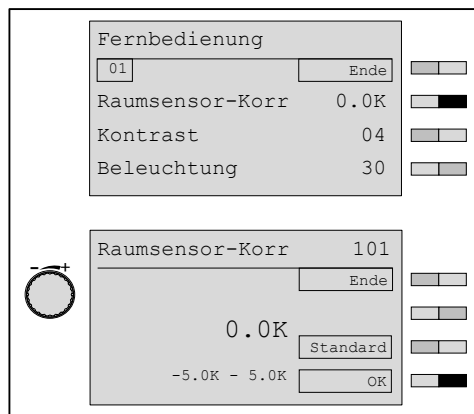 Fernbedienung
01 Ende
Raumsensor-Korr 0.0K
Kontrast 04
Beleuchtung 30
Raumsensor-Korr 101
- +
Ende
0.0K
Standard
-5.0K - 5.0K OK